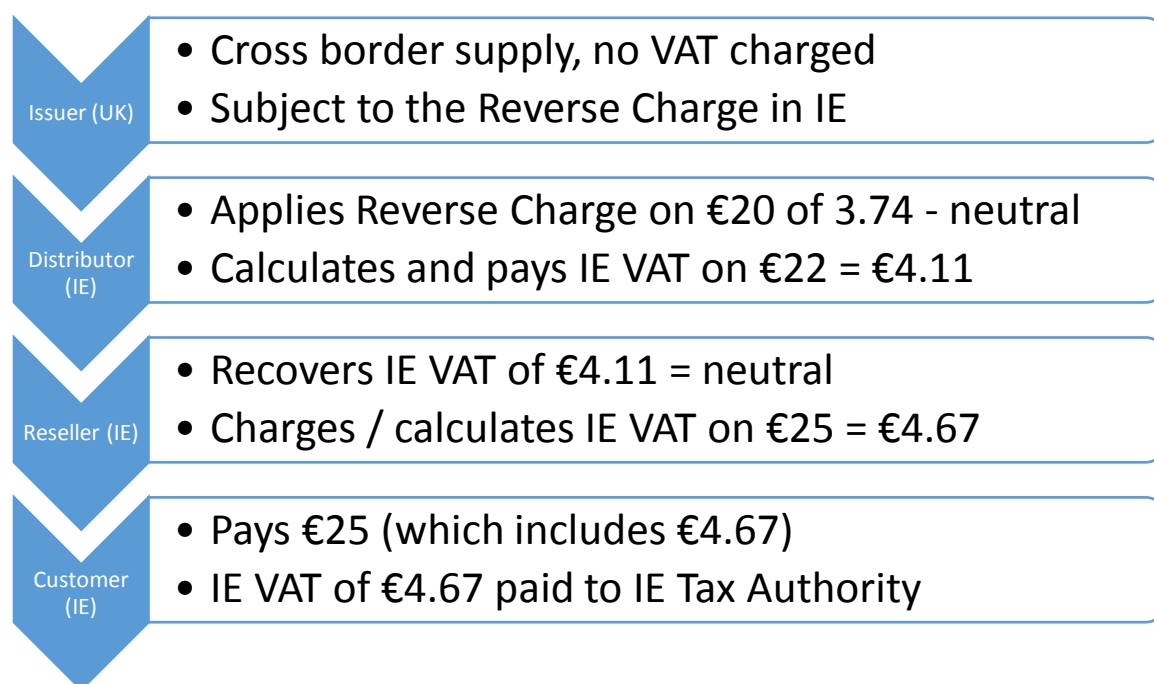 Issuer (UK)
• Cross border supply, no VAT charged
• Subject to the Reverse Charge in IE
Distributor
(IE)
• Applies Reverse Charge on €20 of 3.74 - neutral
• Calculates and pays IE VAT on €22 = €4.11
Reseller (IE)
• Recovers IE VAT of €4.11 = neutral
• Charges / calculates IE VAT on €25 = €4.67
Customer
(IE)
• Pays €25 (which includes €4.67)
• IE VAT of €4.67 paid to IE Tax Authority